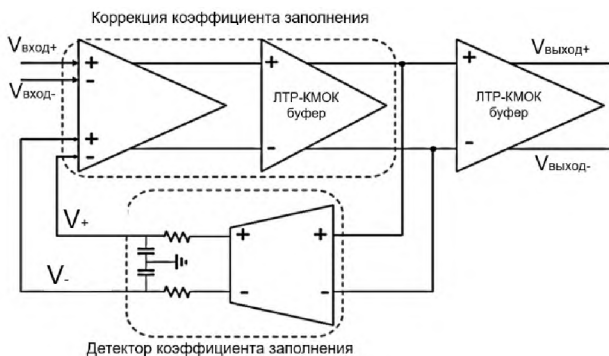 Коррекция коэффициента заполнения
Vвход+
Vвход-
+
-
+
-
+
-
ЛТР-КМОК
буфер
+
-
ЛТР-КМОК
буфер
Vвыход+
Vвыход-
V+
V-
+
-
+
-
Детектор коэффициента заполнения